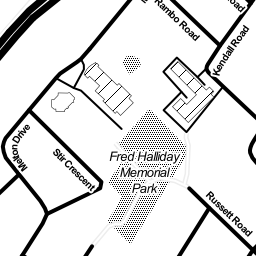 Rambo Road
Kendall Road
Melton Drive
Stir Crescent
Fred Halliday
Memorial
Park
Russett Road